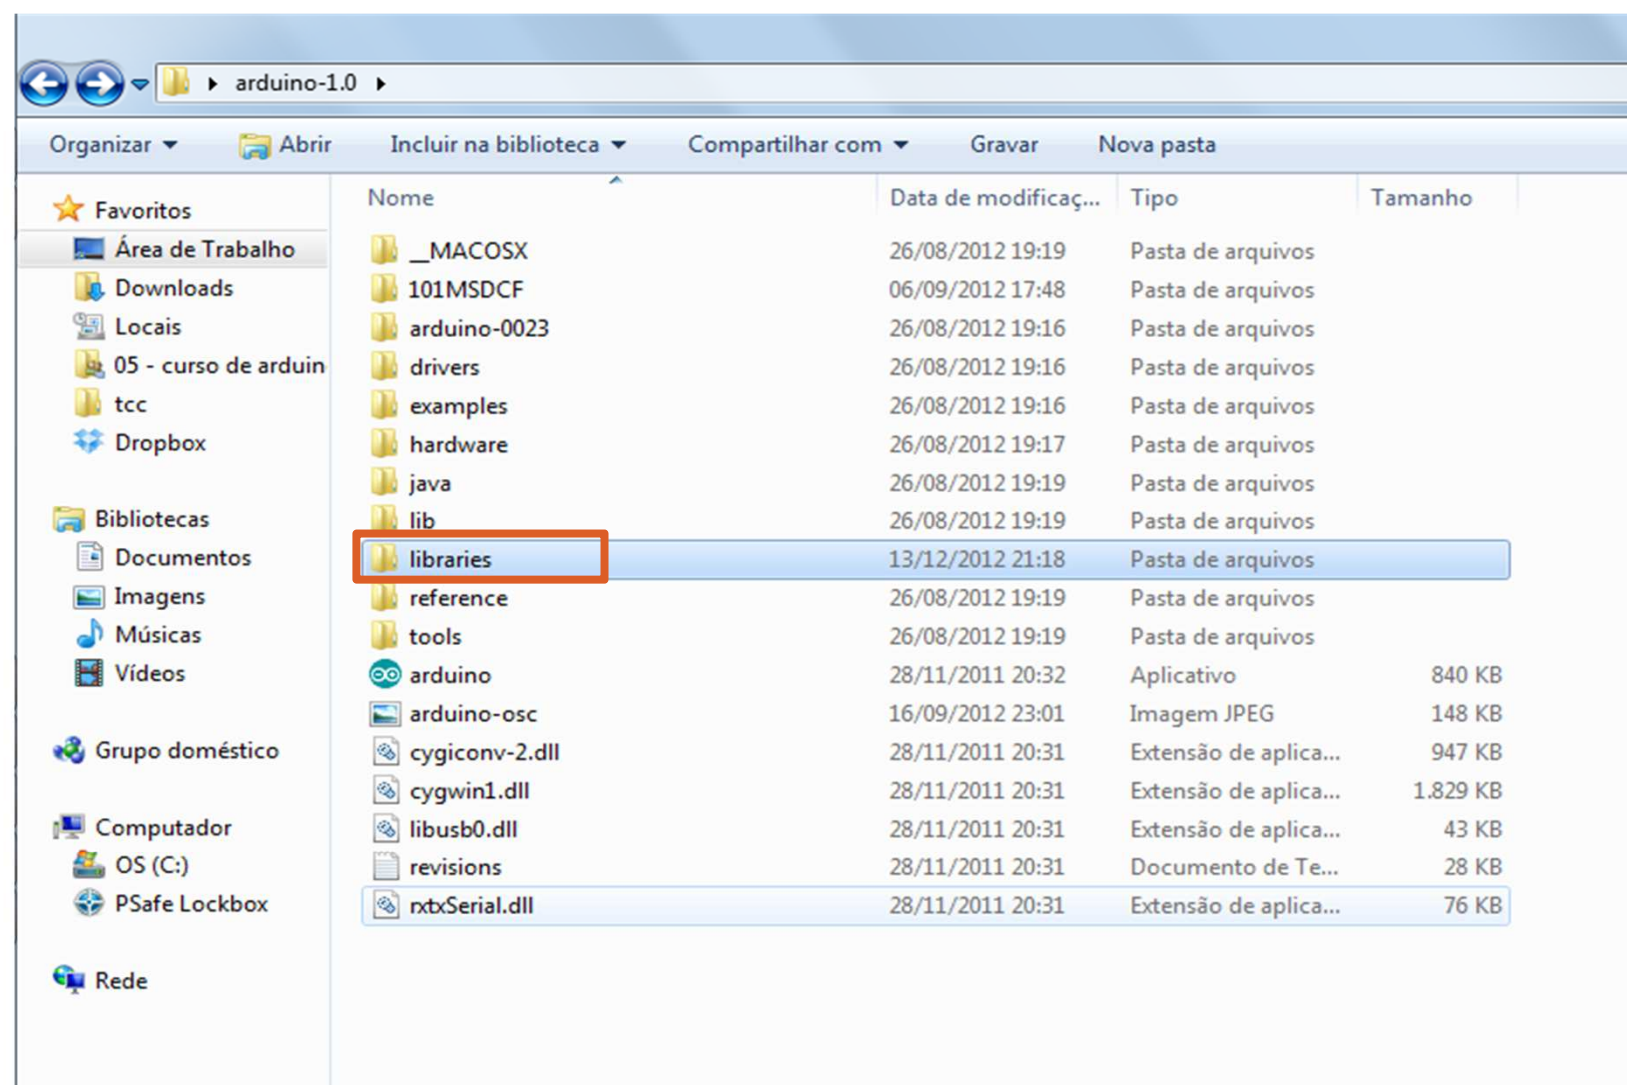 arduino-1.0
Organizar Abrir Incluir na biblioteca Compartilhar com Gravar Nova pasta
Favoritos
Área de Trabalho
Downloads
Locais
05 - curso de arduin
tcc
Dropbox
Bibliotecas
Documentos
Imagens
Músicas
Vídeos
Grupo doméstico
Computador
OS (C:)
PSafe Lockbox
Rede
Nome Data de modificaç... Tipo Tamanho
__MACOSX 26/08/2012 19:19 Pasta de arquivos
101MSDCF 06/09/2012 17:48 Pasta de arquivos
arduino-0023 26/08/2012 19:16 Pasta de arquivos
drivers 26/08/2012 19:16 Pasta de arquivos
examples 26/08/2012 19:16 Pasta de arquivos
hardware 26/08/2012 19:17 Pasta de arquivos
java 26/08/2012 19:19 Pasta de arquivos
lib 26/08/2012 19:19 Pasta de arquivos
libraries 13/12/2012 21:18 Pasta de arquivos
reference 26/08/2012 19:19 Pasta de arquivos
tools 26/08/2012 19:19 Pasta de arquivos
arduino 28/11/2011 20:32 Aplicativo 840 KB
arduino-osc 16/09/2012 23:01 Imagem JPEG 148 KB
cygiconv-2.dll 28/11/2011 20:31 Extensão de aplica... 947 KB
cygwin1.dll 28/11/2011 20:31 Extensão de aplica... 1.829 KB
libusb0.dll 28/11/2011 20:31 Extensão de aplica... 43 KB
revisions 28/11/2011 20:31 Documento de Te... 28 KB
rxtxSerial.dll 28/11/2011 20:31 Extensão de aplica... 76 KB